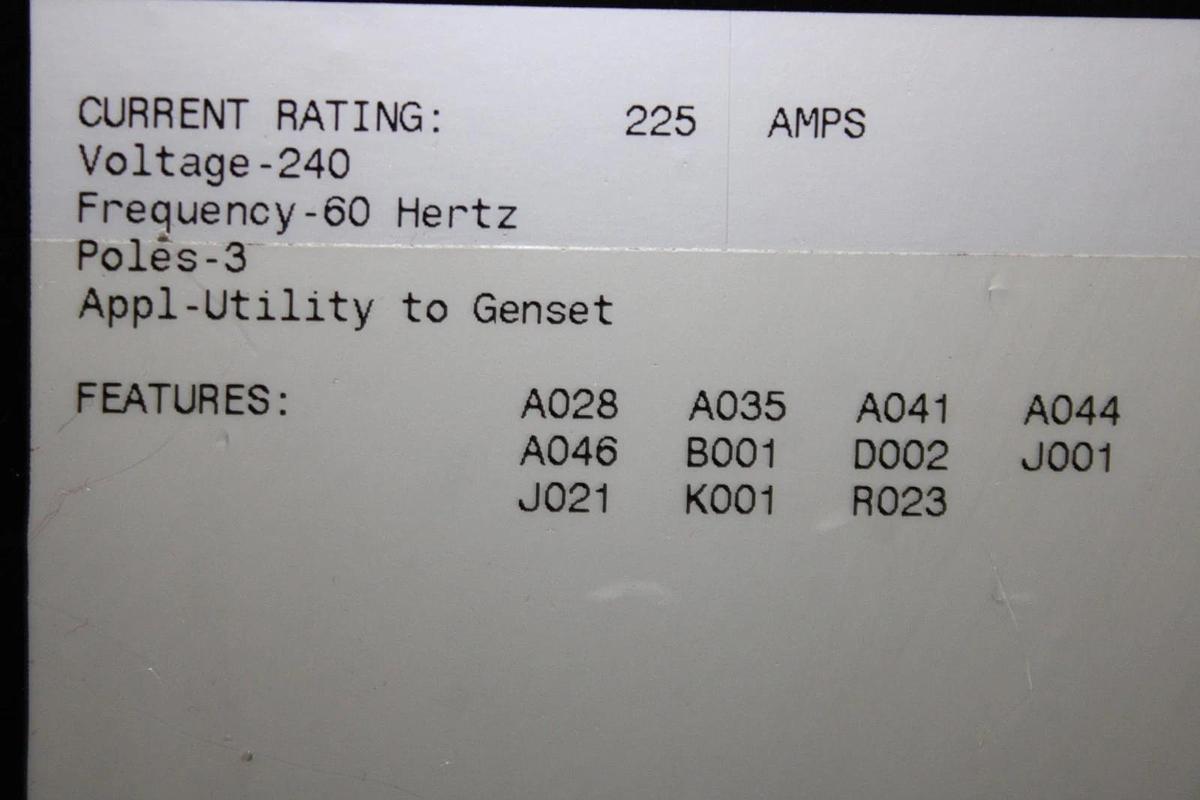 CURRENT RATING: 225 AMPS
Voltage-240
Frequency-60 Hertz
Poles-3
Appl-Utility to Genset
FEATURES: A028 A035 A041 A044
A046 B001 D002 J001
J021 K001 R023